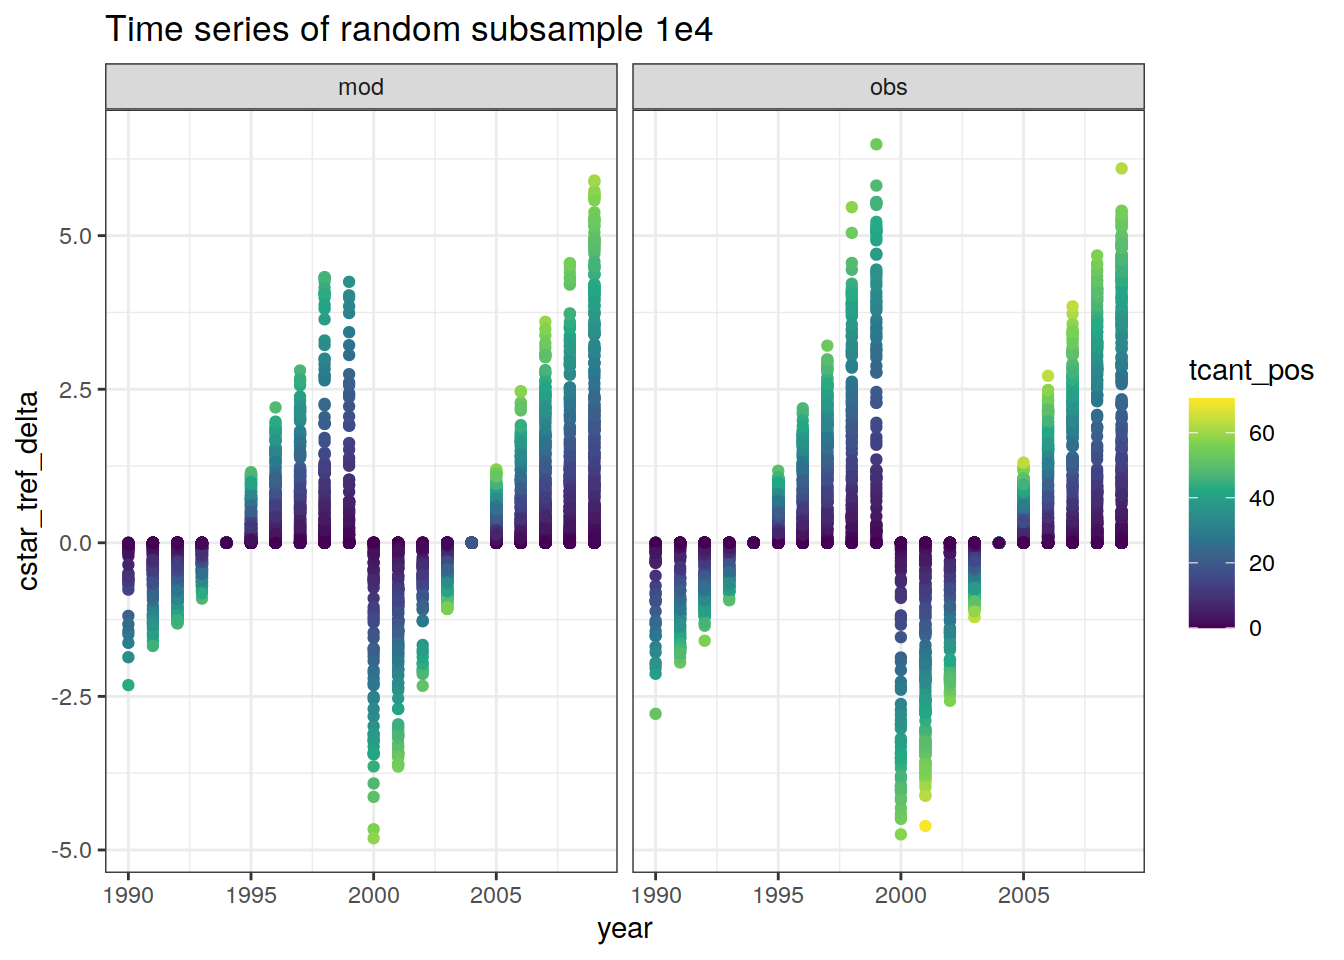 Time series of random subsample 1e4
mod
obs
cstar_tref_delta
5.0
2.5
0.0
-2.5
-5.0
1990 1995 2000 2005
1990 1995 2000 2005
year
tcant_pos
60
40
20
0